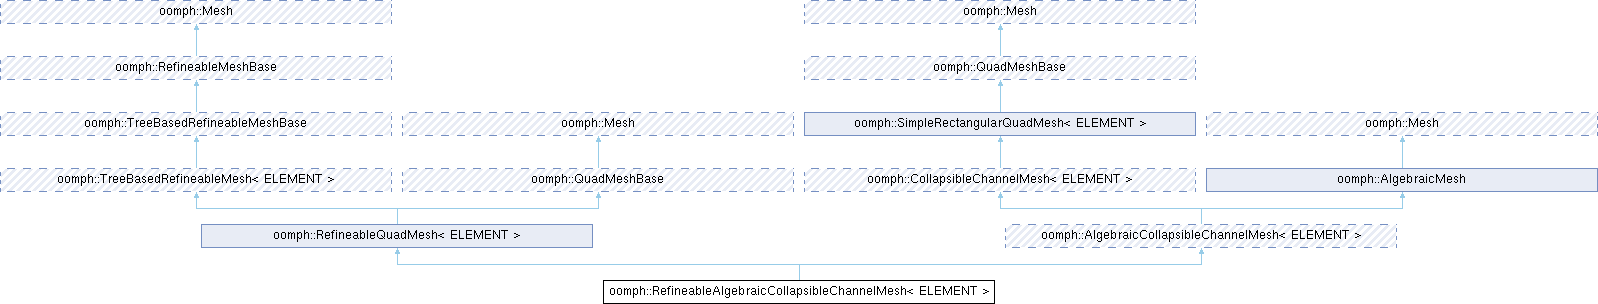 oomph::Mesh
oomph::Mesh
oomph::RefineableMeshBase
oomph::QuadMeshBase
oomph::TreeBasedRefineableMeshBase
oomph::Mesh
oomph::SimpleRectangularQuadMesh< ELEMENT >
oomph::Mesh
oomph::TreeBasedRefineableMesh< ELEMENT >
oomph::QuadMeshBase
oomph::CollapsibleChannelMesh< ELEMENT >
oomph::AlgebraicMesh
oomph::RefineableQuadMesh< ELEMENT >
oomph::AlgebraicCollapsibleChannelMesh< ELEMENT >
oomph::RefineableAlgebraicCollapsibleChannelMesh< ELEMENT >